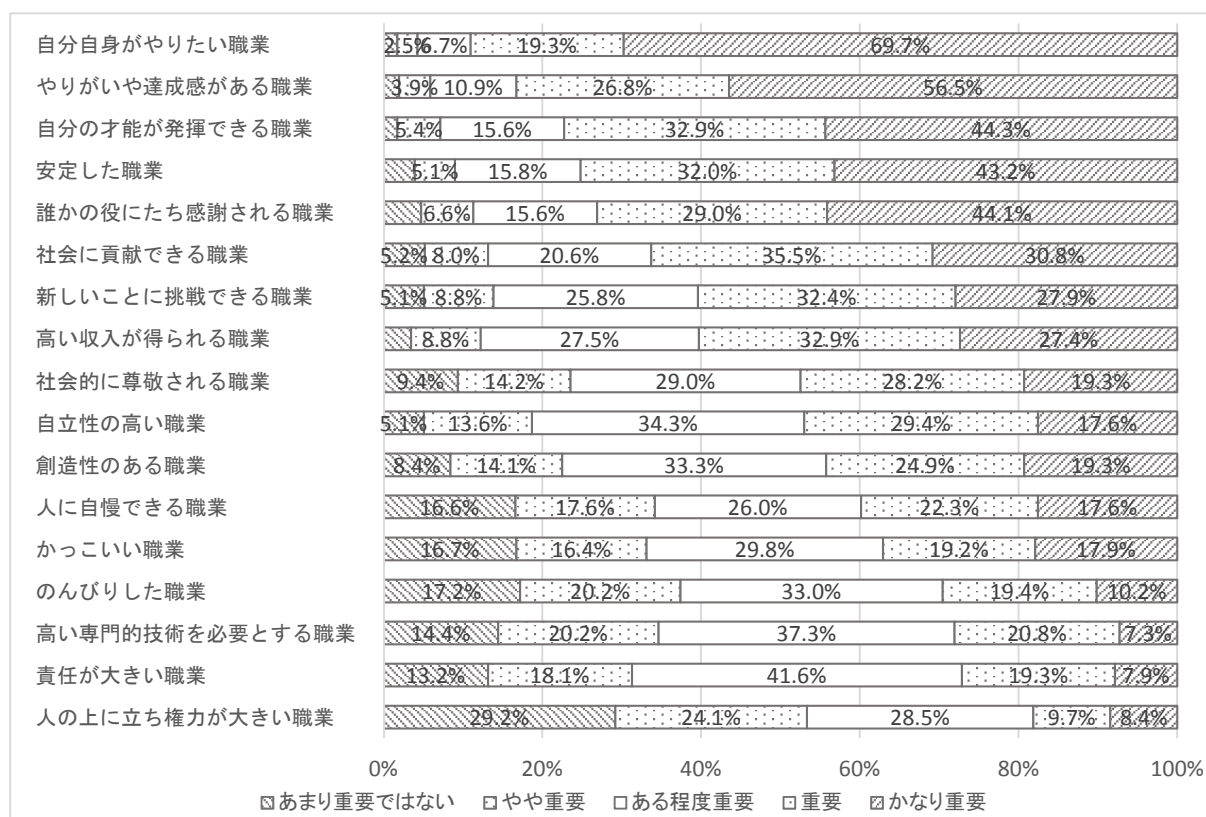 自分自身がやりたい職業 2.5% 6.7% 19.3% 69.7%
やりがいや達成感がある職業 3.9% 10.9% 26.8% 56.5%
自分の才能が発揮できる職業 5.4% 15.6% 32.9% 44.3%
安定した職業 5.1% 15.8% 32.0% 43.2%
誰かの役にたち感謝される職業 6.6% 15.6% 29.0% 44.1%
社会に貢献できる職業 5.2% 8.0% 20.6% 35.5% 30.8%
新しいことに挑戦できる職業 5.1% 8.8% 25.8% 32.4% 27.9%
高い収入が得られる職業 8.8% 27.5% 32.9% 27.4%
社会的に尊敬される職業 9.4% 14.2% 29.0% 28.2% 19.3%
自立性の高い職業 5.1% 13.6% 34.3% 29.4% 17.6%
創造性のある職業 8.4% 14.1% 33.3% 24.9% 19.3%
人に自慢できる職業 16.6% 17.6% 26.0% 22.3% 17.6%
かっこいい職業 16.7% 16.4% 29.8% 19.2% 17.9%
のんびりした職業 17.2% 20.2% 33.0% 19.4% 10.2%
高い専門的技術を必要とする職業 14.4% 20.2% 37.3% 20.8% 7.3%
責任が大きい職業 13.2% 18.1% 41.6% 19.3% 7.9%
人の上に立ち権力が大きい職業 29.2% 24.1% 28.5% 9.7% 8.4%
0% 20% 40% 60% 80% 100%
あまり重要ではない やや重要 ある程度重要 重要 かなり重要